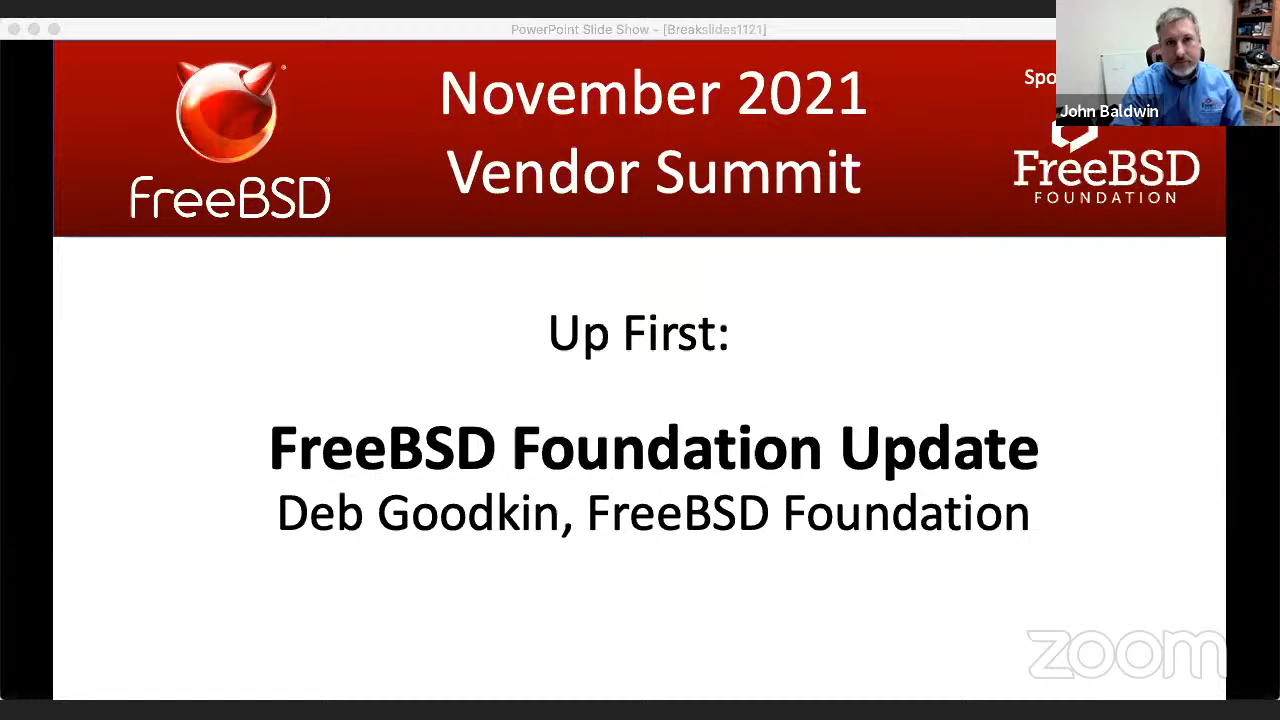 PowerPoint Slide Show - [Breakslides1121]
FreeBSD
November 2021
Vendor Summit
John Baldwin
FreeBSD
FOUNDATION
Up First:
FreeBSD Foundation Update
Deb Goodkin, FreeBSD Foundation
zoom